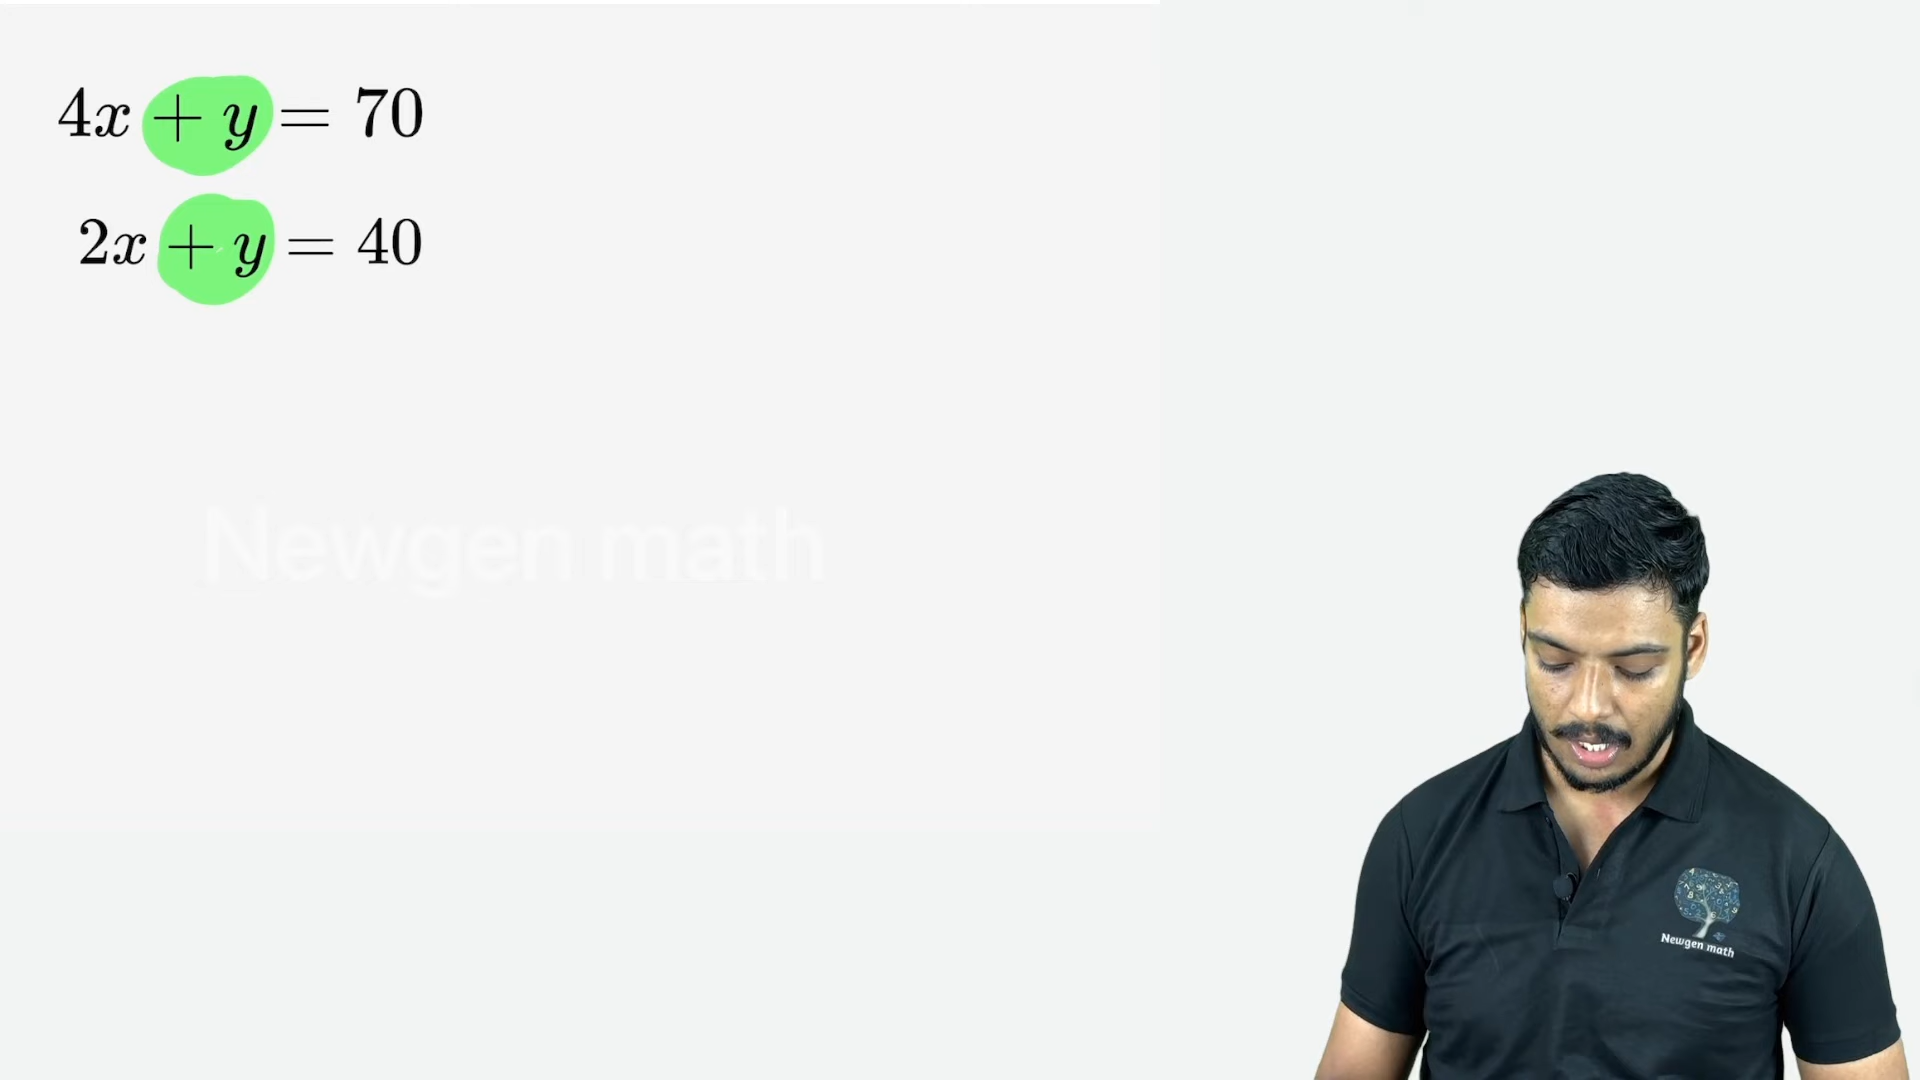 4x + y = 70
2x + y = 40
Newgen math
Newgen math